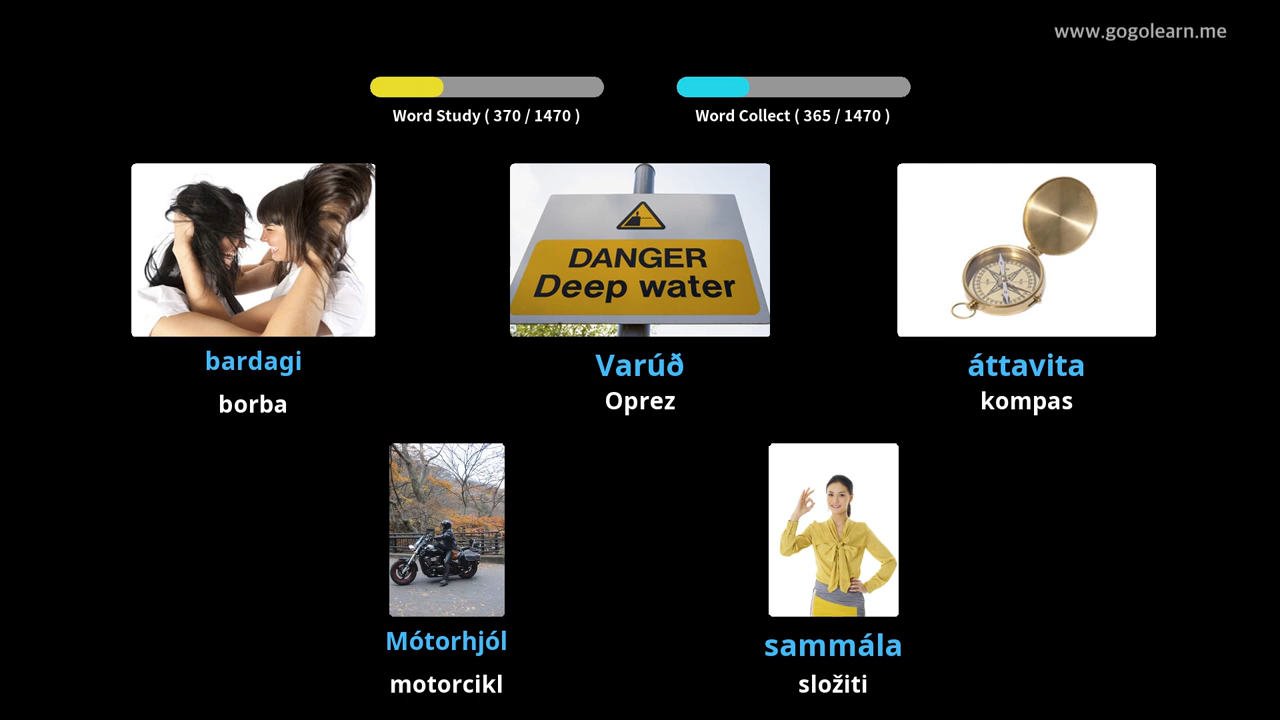 www.gogolearn.me
Word Study ( 370 / 1470 )
Word Collect ( 365 / 1470 )
DANGER
Deep water
bardagi
borba
Varúð
Oprez
áttavita
kompas
Mótorhjól
motorcikl
sammála
složiti